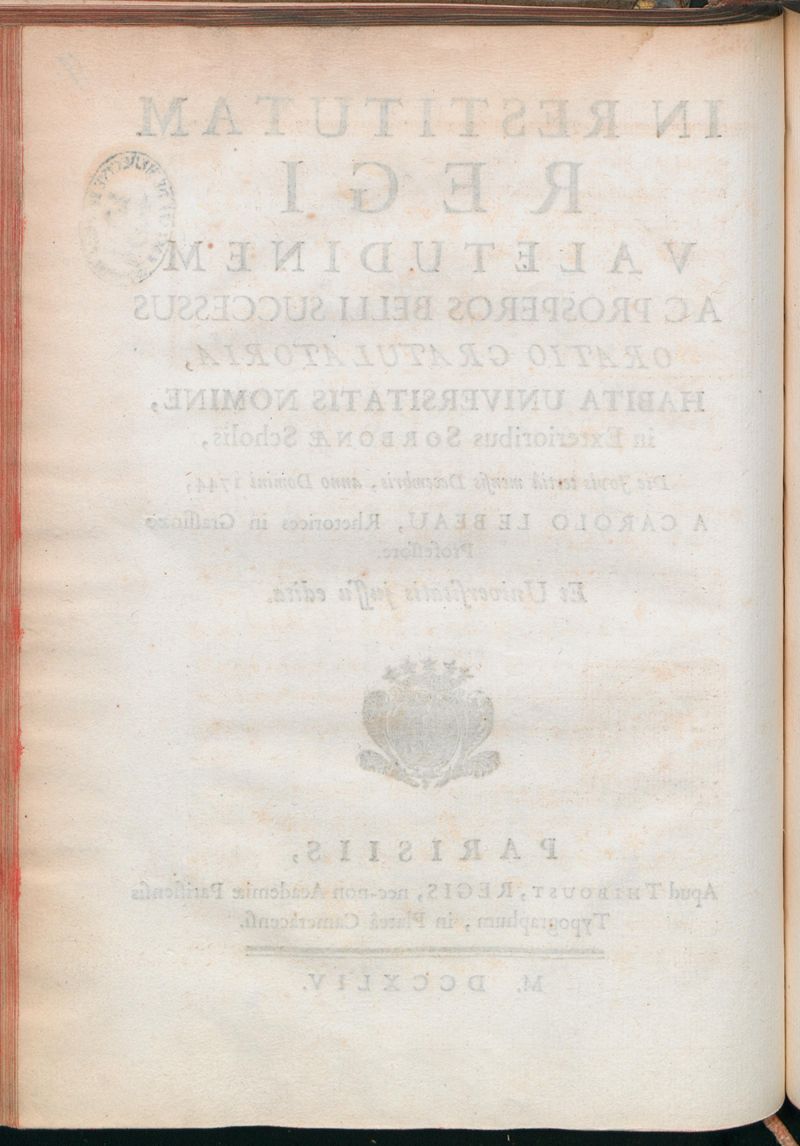 IN RESTITUTAM
REGI
VALETUDINEM
AC PROSPEROS BELLI SUCCESSUS
ORATIO GRATULATORIA,
HABITA UNIVERSITATIS NOMINE,
in Exterioribus SORBONÆ Scholis,
Die Jovis tertiâ mensis Decembris, anno Domini 1744,
A CAROLO LE BEAU, Rhetorices in Grassinæo
Professore.
Et Universitatis jussu edita.
PARISIIS,
Apud THIBOUST, REGIS, nec-non Academiæ Parisiensis
Typographum, in Plateâ Cameracensi.
M. DCCXLIV.